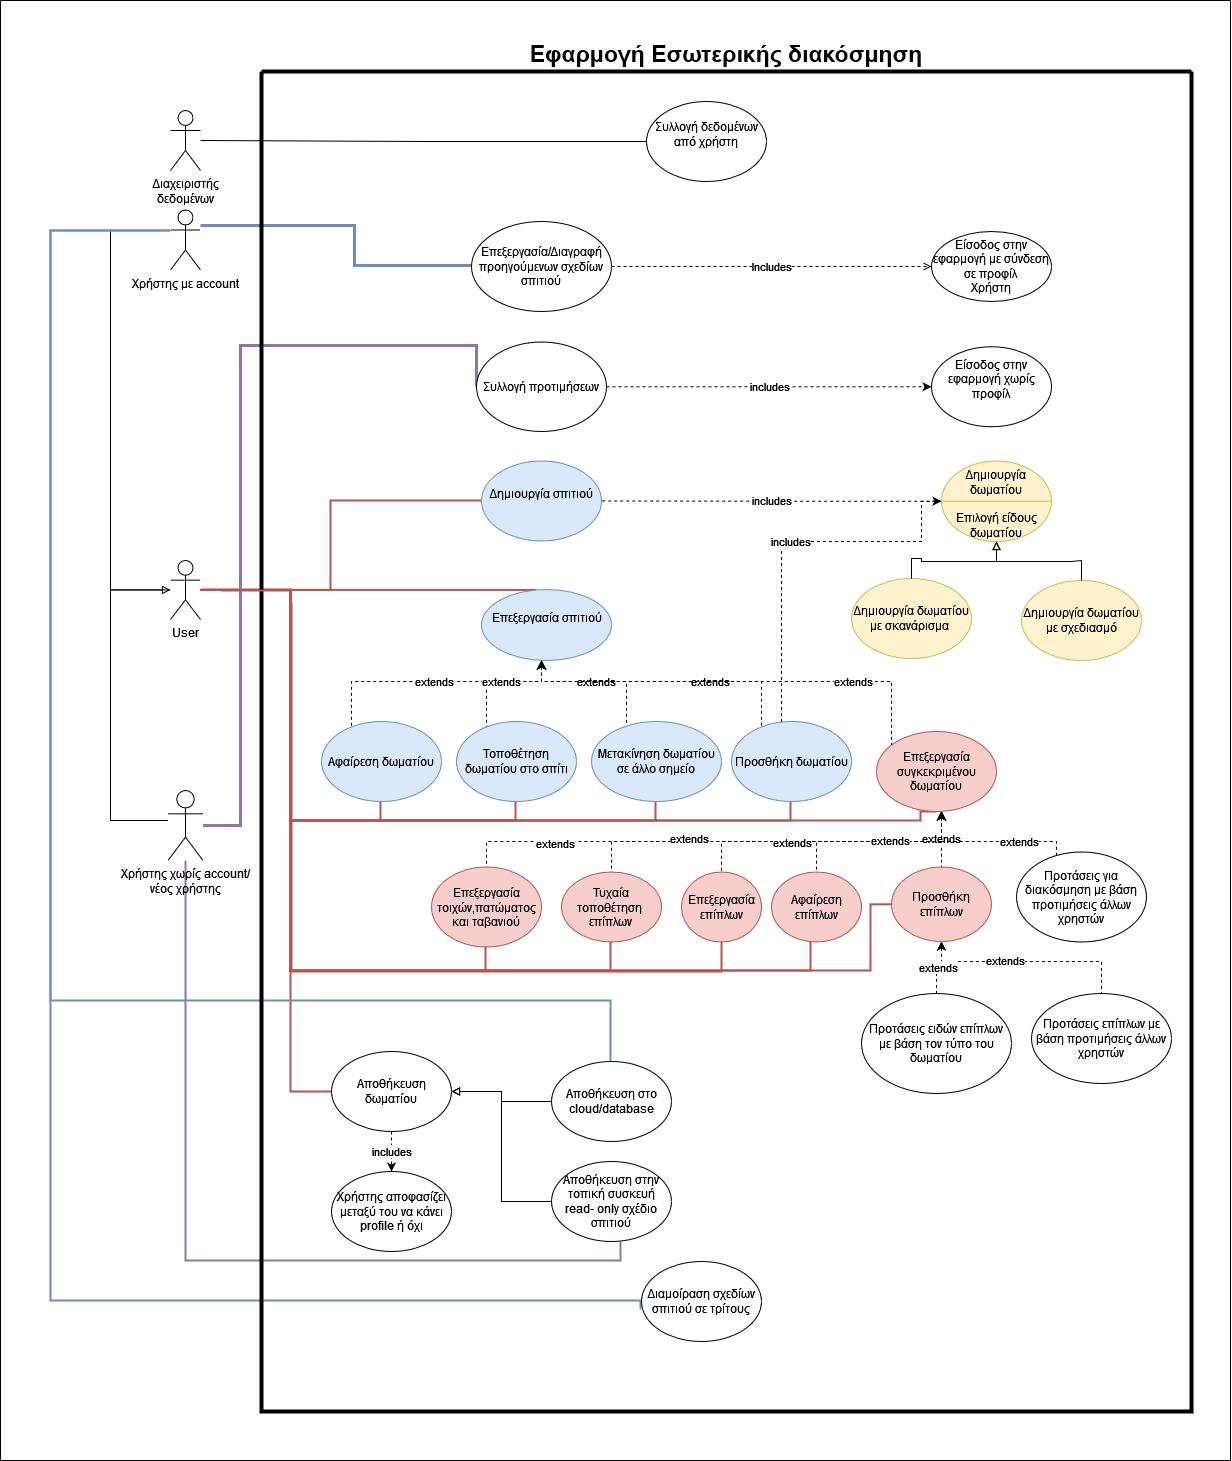 Εφαρμογή Εσωτερικής διακόσμηση
Συλλογή δεδομένων
από χρήστη
Διαχειριστής
δεδομένων
Επεξεργασία/Διαγραφή
προηγούμενων σχεδίων
σπιτιού
Includes
Είσοδος στην
εφαρμογή με σύνδεση
σε προφίλ
Χρήστη
Χρήστης με account
Συλλογή προτιμήσεων
includes
Είσοδος στην
εφαρμογή χωρίς
προφίλ
Δημιουργία σπιτιού
includes
Δημιουργία
δωματίου
Επιλογή είδους
δωματίου
includes
User
Επεξεργασία σπιτιού
Δημιουργία δωματίου
με σκανάρισμα
Δημιουργία δωματίου
με σχεδιασμό
extends
extends
extends
extends
extends
Αφαίρεση δωματίου
Τοποθέτηση
δωματίου στο σπίτι
Μετακίνηση δωματίου
σε άλλο σημείο
Προσθήκη δωματίου
Επεξεργασία
συγκεκριμένου
δωματίου
extends
extends
extends
extends
extends
extends
Χρήστης χωρίς account/
νέος χρήστης
Επεξεργασία
τοιχών,πατώματος
και ταβανιού
Τυχαία
τοποθέτηση
επίπλων
Επεξεργασία
επίπλων
Αφαίρεση
επίπλων
Προσθήκη
επίπλων
Προτάσεις για
διακόσμηση με βάση
προτιμήσεις άλλων
χρηστών
extends
extends
Προτάσεις ειδών επίπλων
με βάση τον τύπο του
δωματίου
Προτάσεις επίπλων με
βάση προτιμήσεις άλλων
χρηστών
Αποθήκευση
δωματίου
Αποθήκευση στο
cloud/database
includes
Χρήστης αποφασίζει
μεταξύ του να κάνει
profile ή όχι
Αποθήκευση στην
τοπική συσκευή
read- only σχέδιο
σπιτιού
Διαμοίραση σχεδίων
σπιτιού σε τρίτους